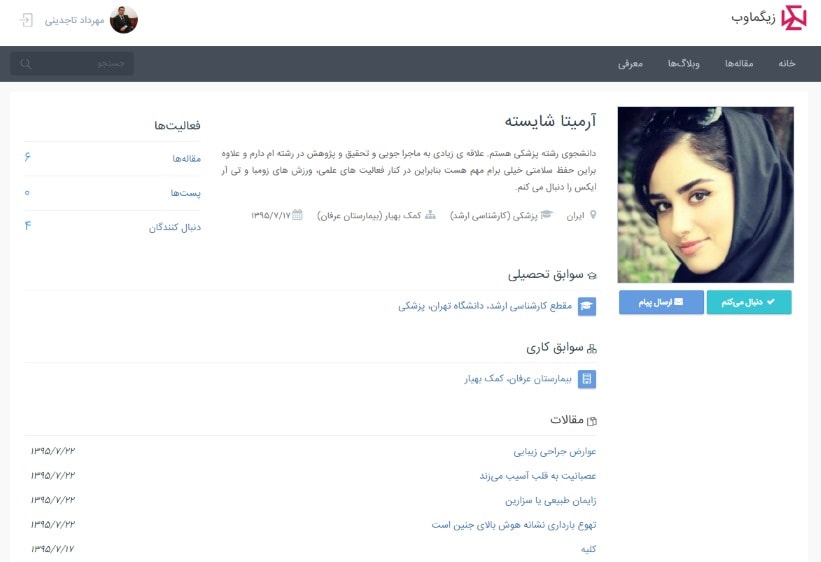 زیگماوب
مهرداد تاجدینی
خانه
مقاله‌ها
وبلاگ‌ها
معرفی
جستجو
دنبال می‌کنم
ارسال پیام
آرمیتا شایسته
دانشجوی رشته پزشکی هستم. علاقه ی زیادی به ماجرا جویی و تحقیق و پژوهش در رشته ام دارم و علاوه
براین حفظ سلامتی خیلی برام مهم هست بنابراین در کنار فعالیت های علمی، ورزش های زومبا و تی آر
ایکس را دنبال می کنم.
ایران پزشکی (کارشناسی ارشد) کمک بهیار (بیمارستان عرفان) ۱۳۹۵/۷/۱۷
فعالیت‌ها
مقاله‌ها ۶
پست‌ها ۰
دنبال کنندگان ۴
سوابق تحصیلی
مقطع کارشناسی ارشد، دانشگاه تهران، پزشکی
سوابق کاری
بیمارستان عرفان، کمک بهیار
مقالات
عوارض جراحی زیبایی ۱۳۹۵/۷/۲۲
عصبانیت به قلب آسیب می‌زند ۱۳۹۵/۷/۲۲
زایمان طبیعی یا سزارین ۱۳۹۵/۷/۲۲
تهوع بارداری نشانه هوش بالای جنین است ۱۳۹۵/۷/۲۲
کلیه ۱۳۹۵/۷/۱۷